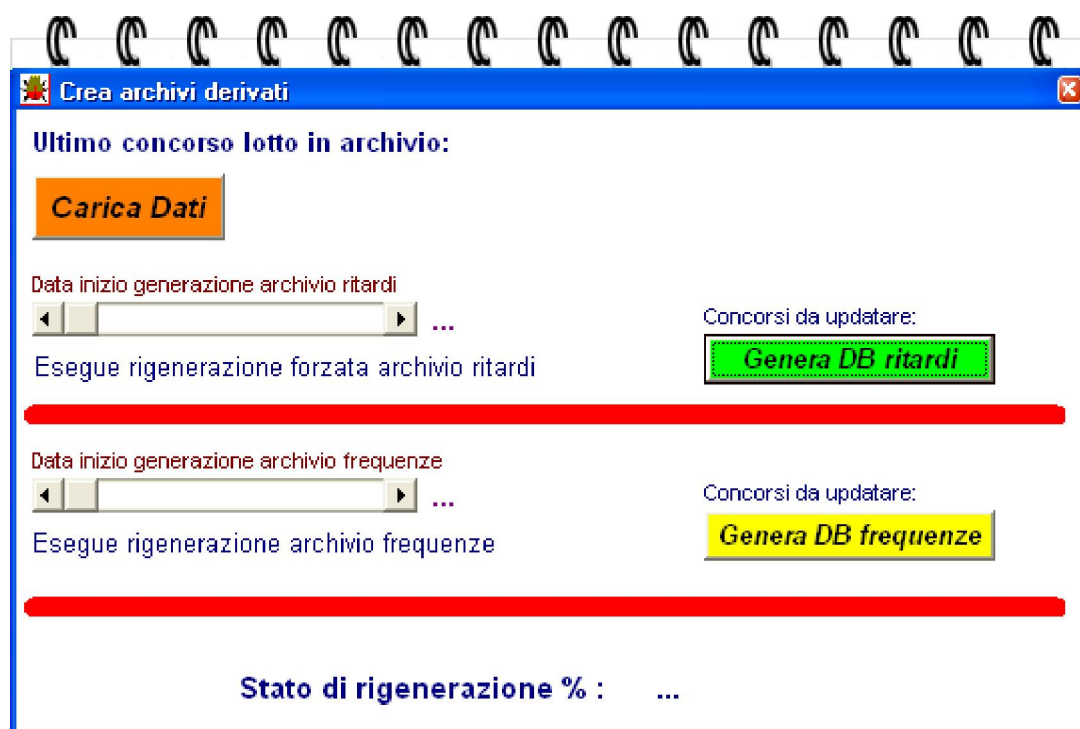 Crea archivi derivati
Ultimo concorso lotto in archivio:
Carica Dati
Data inizio generazione archivio ritardi
...
Concorsi da updatare:
Esegue rigenerazione forzata archivio ritardi
Genera DB ritardi
Data inizio generazione archivio frequenze
...
Concorsi da updatare:
Esegue rigenerazione archivio frequenze
Genera DB frequenze
Stato di rigenerazione % : ...